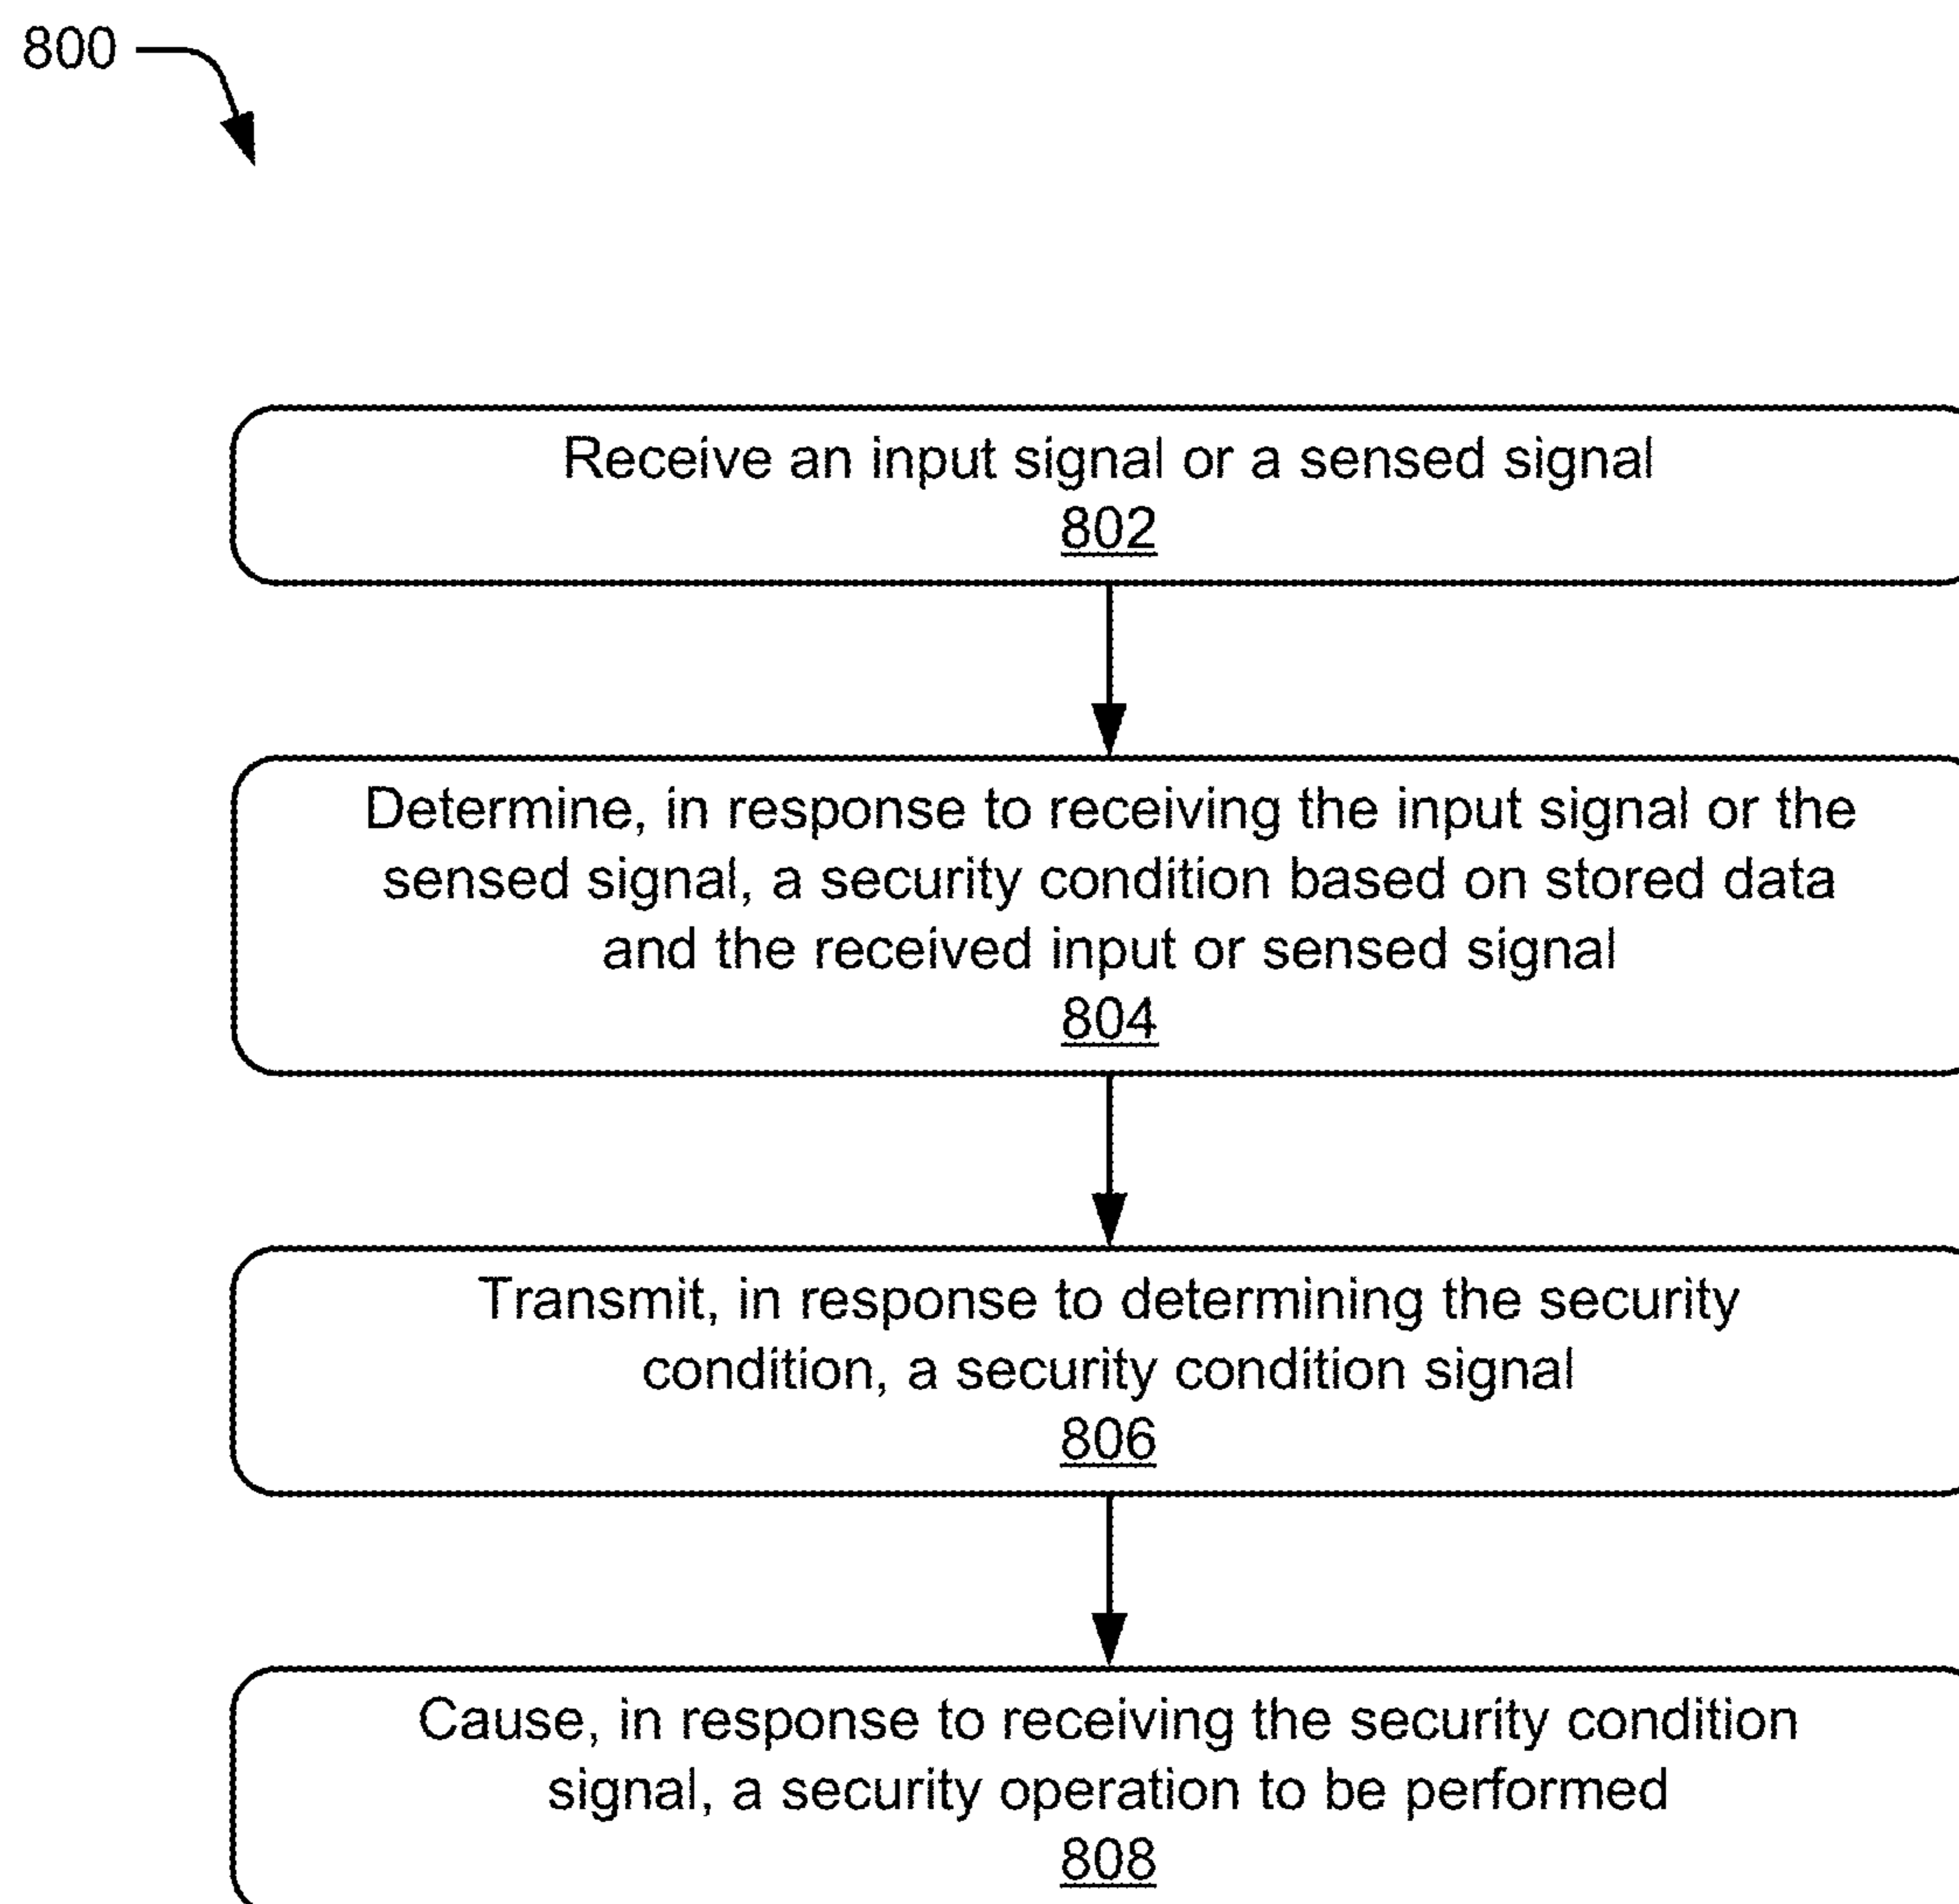 800
Receive an input signal or a sensed signal
802
Determine, in response to receiving the input signal or the
sensed signal, a security condition based on stored data
and the received input or sensed signal
804
Transmit, in response to determining the security
condition, a security condition signal
806
Cause, in response to receiving the security condition
signal, a security operation to be performed
808